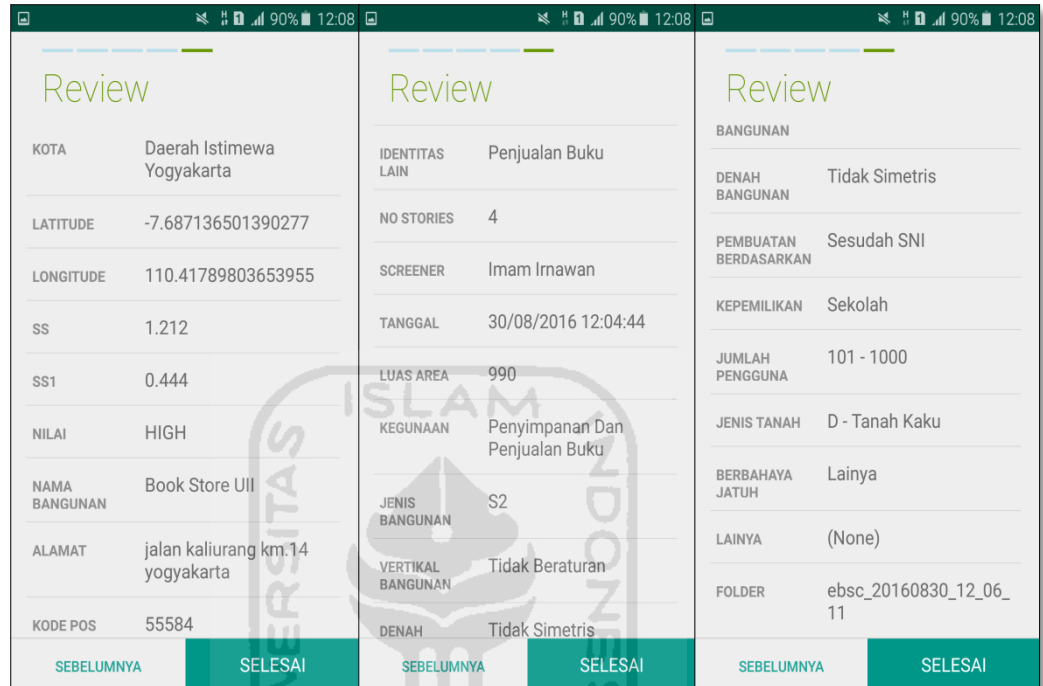 90% 12:08
Review
KOTA Daerah Istimewa
Yogyakarta
LATITUDE -7.687136501390277
LONGITUDE 110.41789803653955
SS 1.212
SS1 0.444
NILAI HIGH
NAMA
BANGUNAN Book Store UII
ALAMAT jalan kaliurang km.14
yogyakarta
KODE POS 55584
SEBELUMNYA SELESAI
90% 12:08
Review
IDENTITAS
LAIN Penjualan Buku
NO STORIES 4
SCREENER Imam Irnawan
TANGGAL 30/08/2016 12:04:44
LUAS AREA 990
KEGUNAAN Penyimpanan Dan
Penjualan Buku
JENIS
BANGUNAN S2
VERTIKAL
BANGUNAN Tidak Beraturan
DENAH Tidak Simetris
SEBELUMNYA SELESAI
90% 12:08
Review
BANGUNAN
DENAH
BANGUNAN Tidak Simetris
PEMBUATAN
BERDASARKAN Sesudah SNI
KEPEMILIKAN Sekolah
JUMLAH
PENGGUNA 101 - 1000
JENIS TANAH D - Tanah Kaku
BERBAHAYA
JATUH Lainya
LAINYA (None)
FOLDER ebsc_20160830_12_06_
11
SEBELUMNYA SELESAI
ISLAM